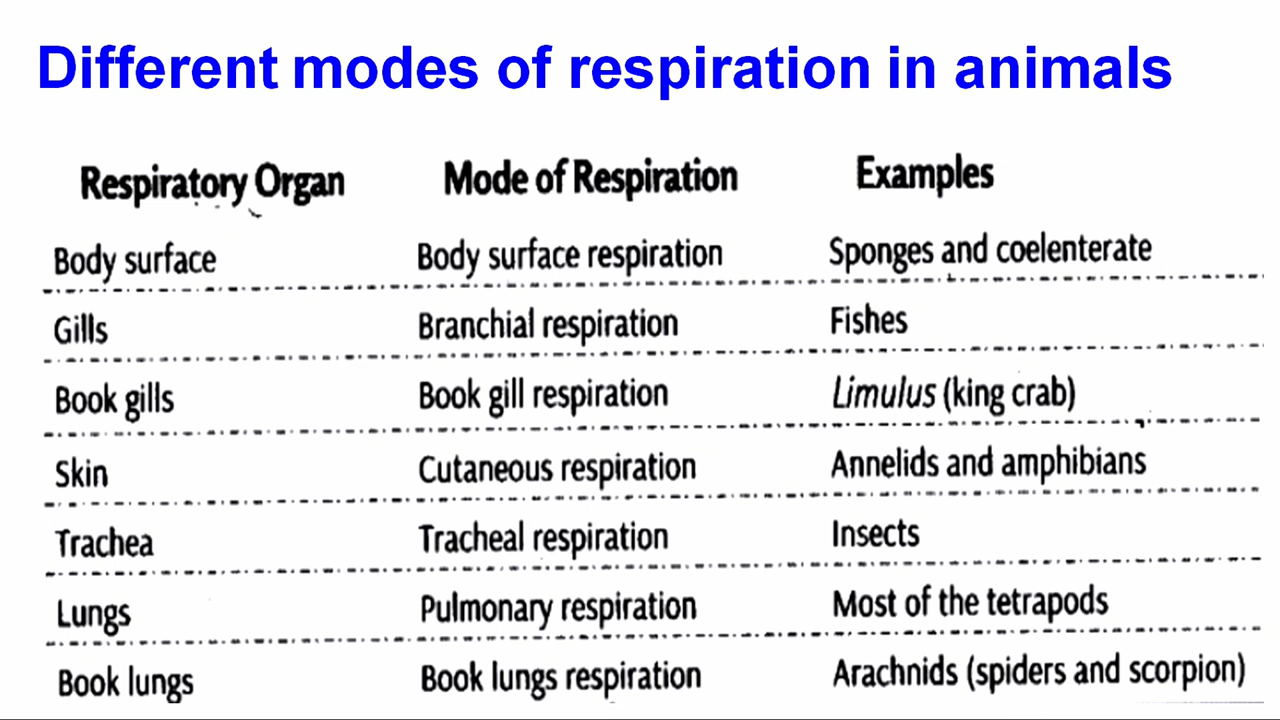 Different modes of respiration in animals
Respiratory Organ Mode of Respiration Examples
Body surface Body surface respiration Sponges and coelenterate
Gills Branchial respiration Fishes
Book gills Book gill respiration Limulus (king crab)
Skin Cutaneous respiration Annelids and amphibians
Trachea Tracheal respiration Insects
Lungs Pulmonary respiration Most of the tetrapods
Book lungs Book lungs respiration Arachnids (spiders and scorpion)